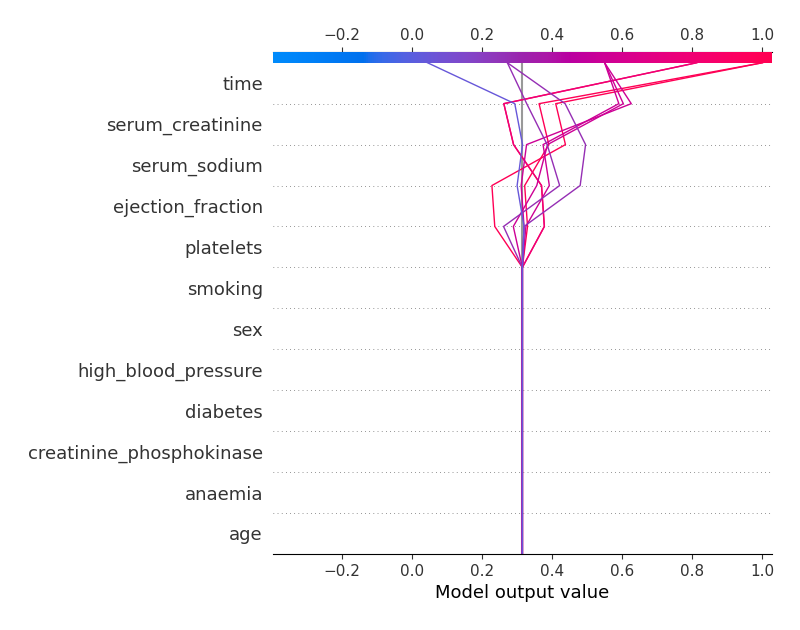 −0.2 0.0 0.2 0.4 0.6 0.8 1.0
time
serum_creatinine
serum_sodium
ejection_fraction
platelets
smoking
sex
high_blood_pressure
diabetes
creatinine_phosphokinase
anaemia
age
−0.2 0.0 0.2 0.4 0.6 0.8 1.0
Model output value